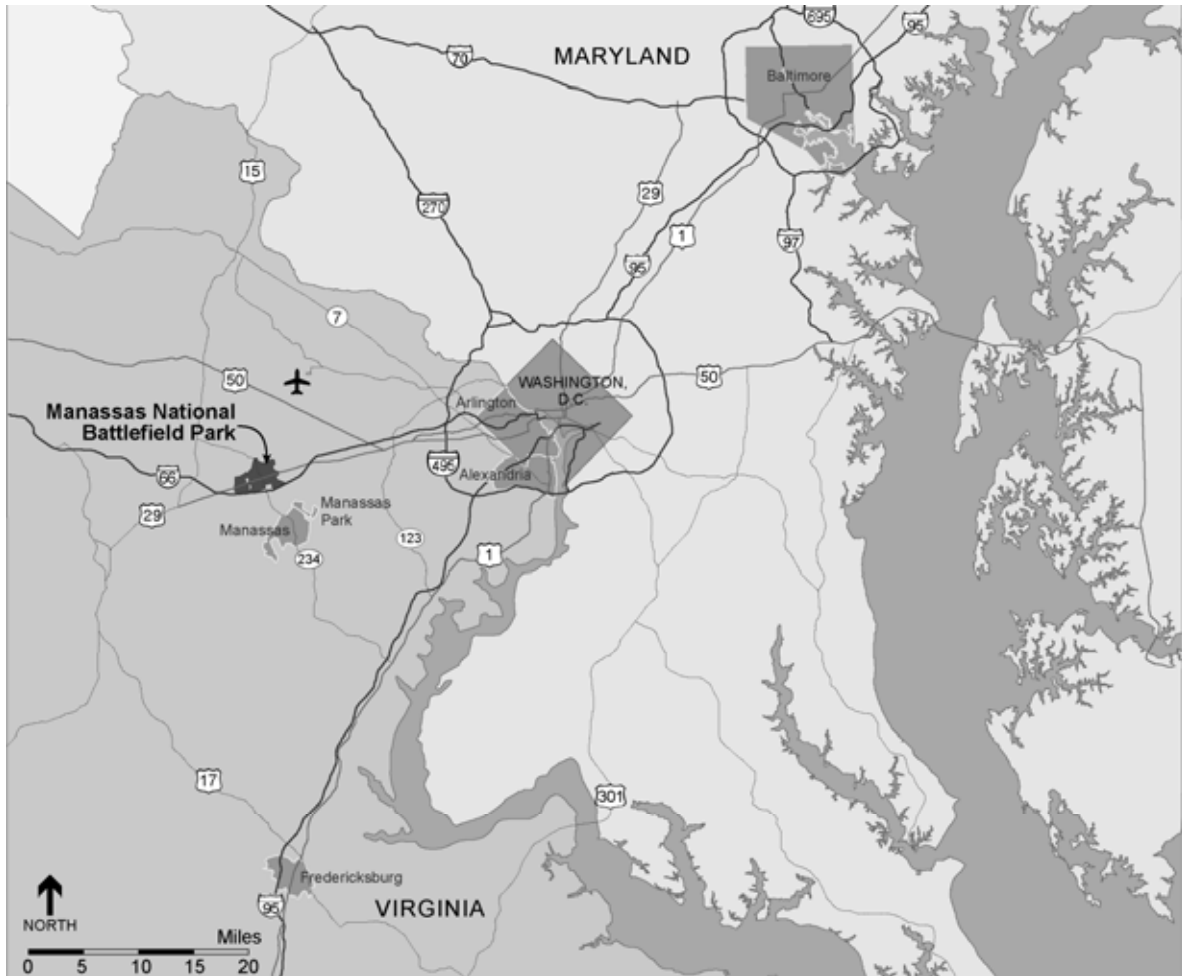 695
95
70
MARYLAND
Baltimore
15
29
270
1
97
95
7
50
WASHINGTON,
D.C.
50
Arlington
Manassas National
Battlefield Park
495
Alexandria
66
29
Manassas
Park
Manassas
123
234
1
17
301
Fredericksburg
95
VIRGINIA
NORTH
Miles
0 5 10 15 20